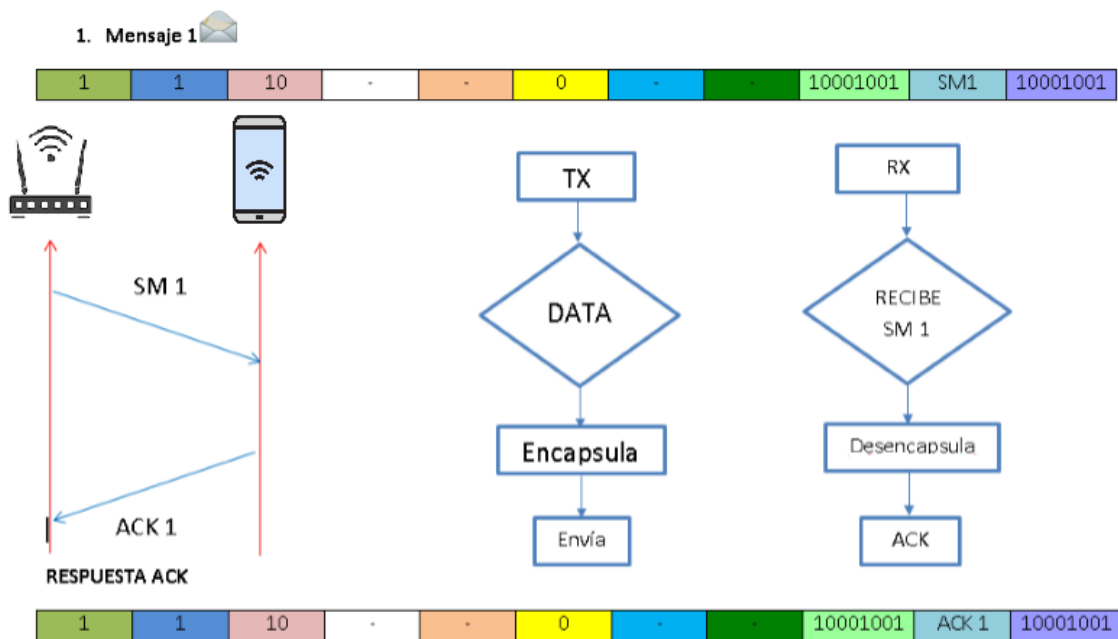 1. Mensaje 1
1 1 10 - - 0 - - 10001001 SM1 10001001
TX
RX
SM 1
DATA
RECIBE
SM 1
Encapsula
Desencapsula
ACK 1
Envía
ACK
RESPUESTA ACK
1 1 10 - - 0 - - 10001001 ACK 1 10001001